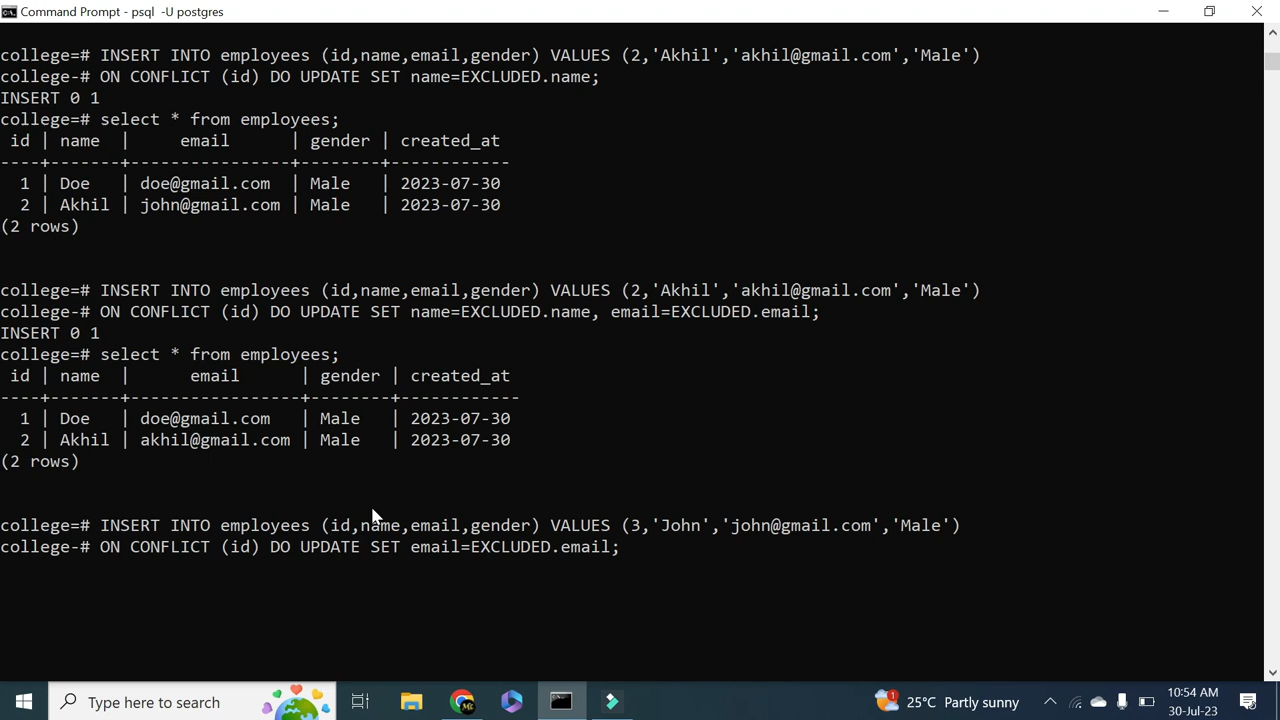 Command Prompt - psql  -U postgres
college=# INSERT INTO employees (id,name,email,gender) VALUES (2,'Akhil','akhil@gmail.com','Male')
college-# ON CONFLICT (id) DO UPDATE SET name=EXCLUDED.name;
INSERT 0 1
college=# select * from employees;
 id | name  |     email      | gender | created_at
----+-------+----------------+--------+------------
  1 | Doe   | doe@gmail.com  | Male   | 2023-07-30
  2 | Akhil | john@gmail.com | Male   | 2023-07-30
(2 rows)
college=# INSERT INTO employees (id,name,email,gender) VALUES (2,'Akhil','akhil@gmail.com','Male')
college-# ON CONFLICT (id) DO UPDATE SET name=EXCLUDED.name, email=EXCLUDED.email;
INSERT 0 1
college=# select * from employees;
 id | name  |      email      | gender | created_at
----+-------+-----------------+--------+------------
  1 | Doe   | doe@gmail.com   | Male   | 2023-07-30
  2 | Akhil | akhil@gmail.com | Male   | 2023-07-30
(2 rows)
college=# INSERT INTO employees (id,name,email,gender) VALUES (3,'John','john@gmail.com','Male')
college-# ON CONFLICT (id) DO UPDATE SET email=EXCLUDED.email;
Type here to search
1
25°C Partly sunny
10:54 AM
30-Jul-23